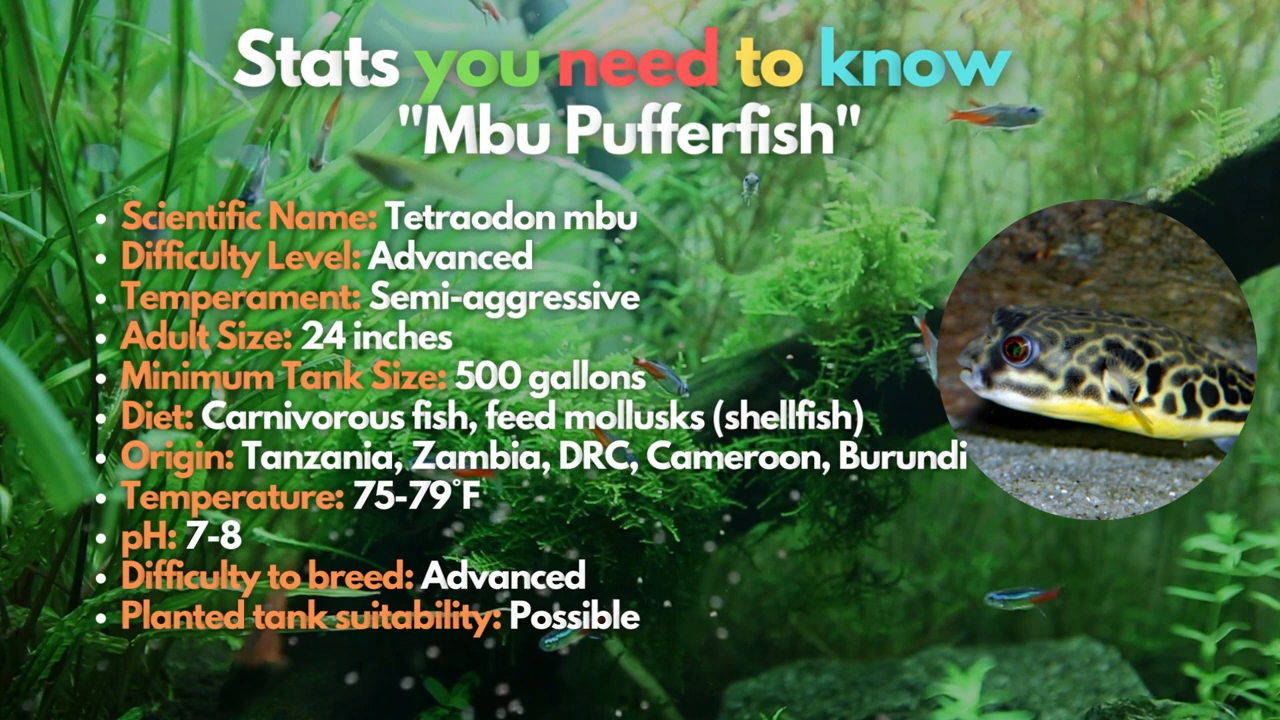 Stats you need to know
"Mbu Pufferfish"
• Scientific Name: Tetraodon mbu
• Difficulty Level: Advanced
• Temperament: Semi-aggressive
• Adult Size: 24 inches
• Minimum Tank Size: 500 gallons
• Diet: Carnivorous fish, feed mollusks (shellfish)
• Origin: Tanzania, Zambia, DRC, Cameroon, Burundi
• Temperature: 75-79°F
• pH: 7-8
• Difficulty to breed: Advanced
• Planted tank suitability: Possible